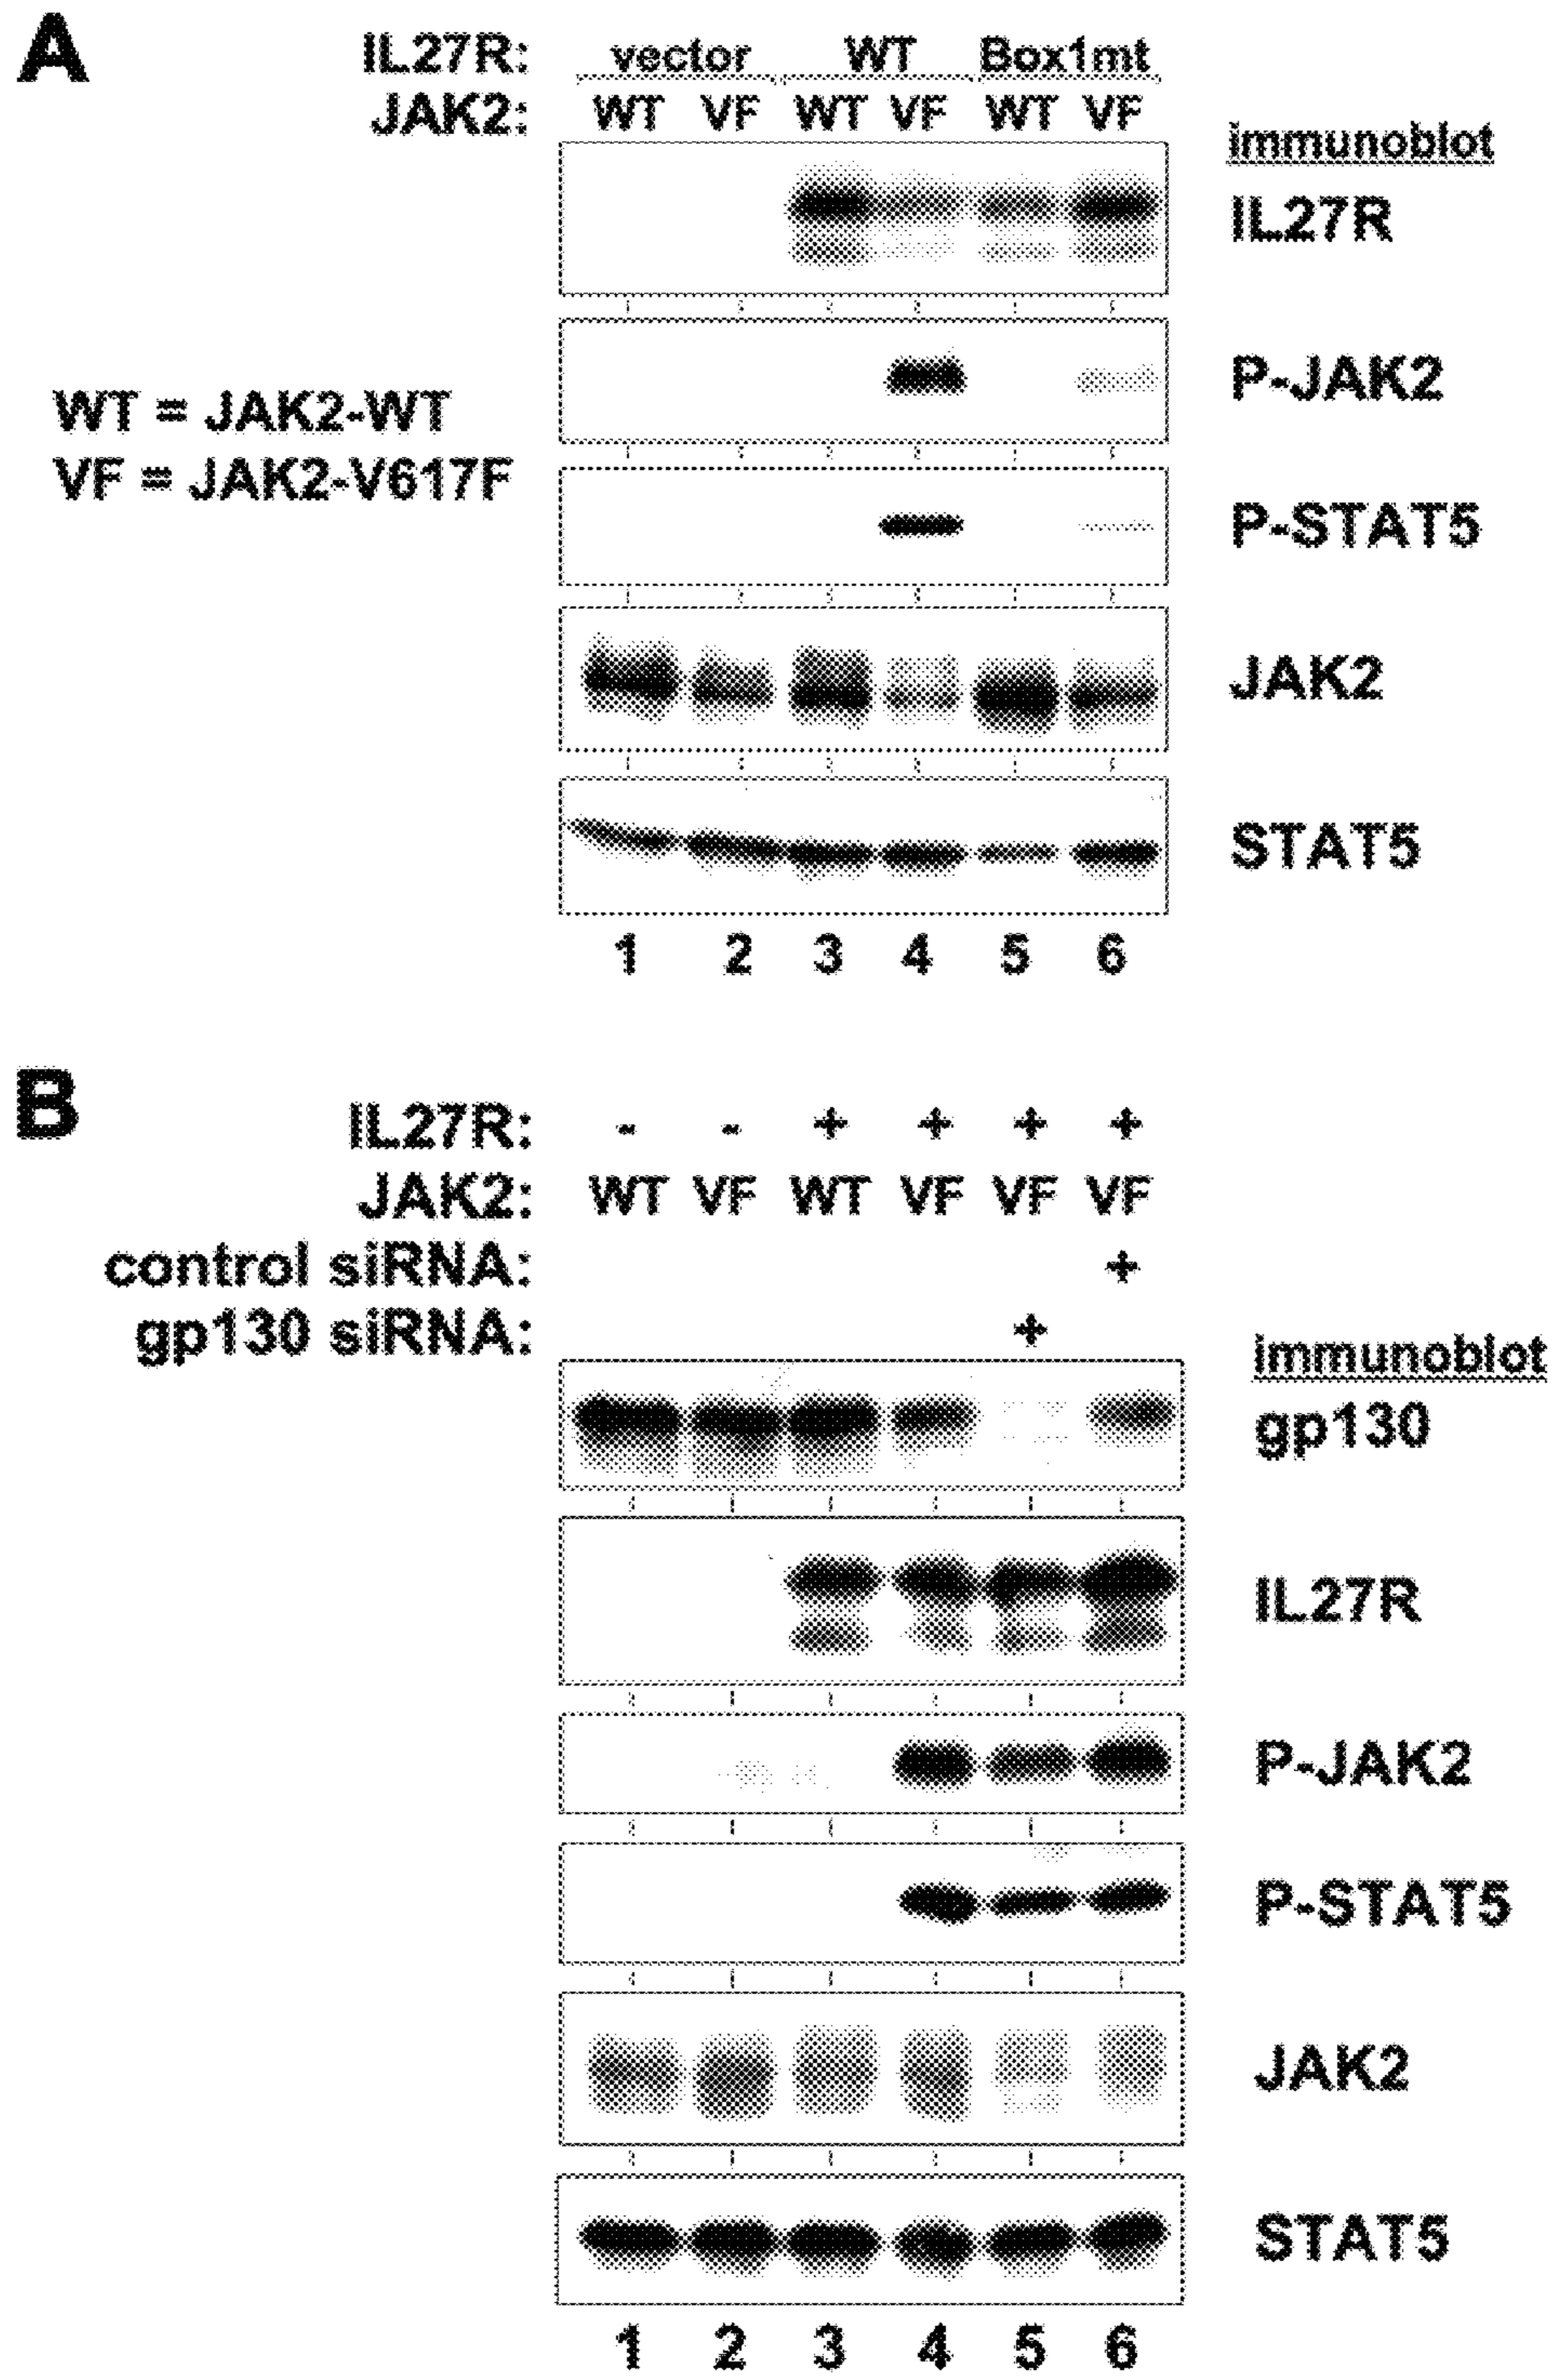 A
IL27R: vector WT Box1mt
JAK2: WT VF WT VF WT VF
immunoblot
IL27R
P-JAK2
WT = JAK2-WT
VF = JAK2-V617F
P-STAT5
JAK2
STAT5
1 2 3 4 5 6
B
IL27R: - - + + + +
JAK2: WT VF WT VF VF VF
control siRNA: +
gp130 siRNA: +
immunoblot
gp130
IL27R
P-JAK2
P-STAT5
JAK2
STAT5
1 2 3 4 5 6